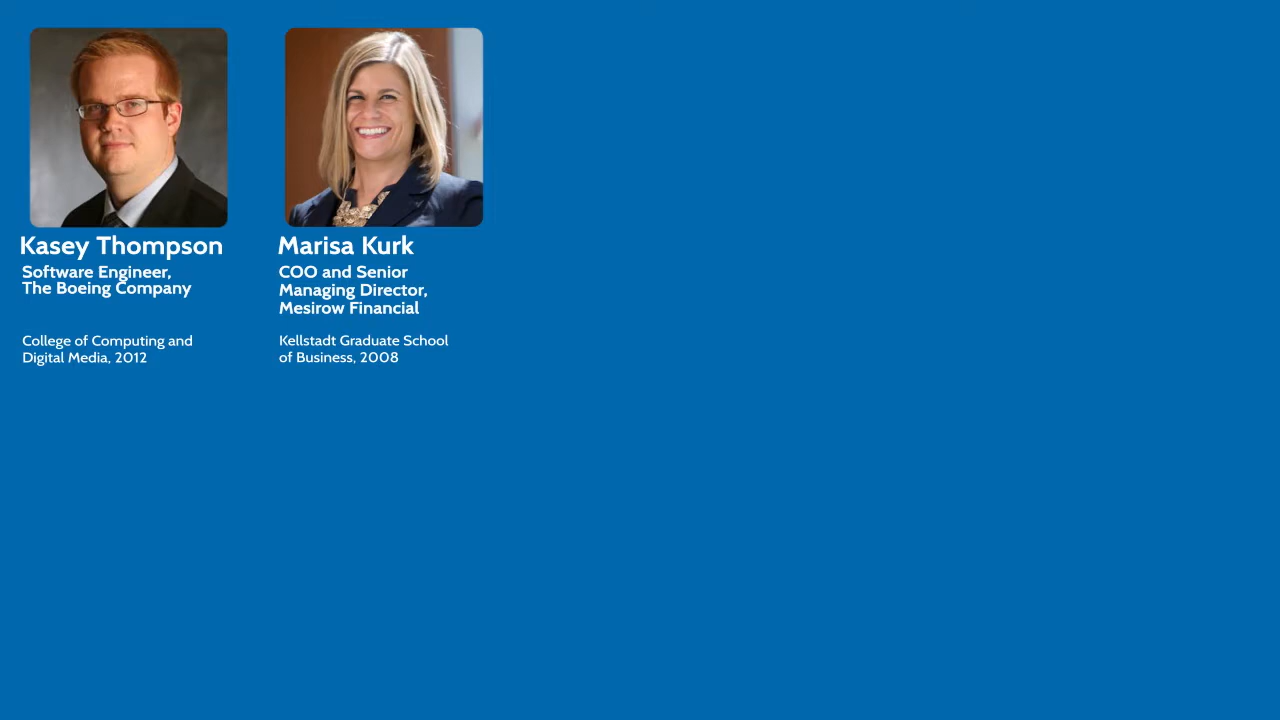 Kasey Thompson
Software Engineer,
The Boeing Company
College of Computing and
Digital Media, 2012
Marisa Kurk
COO and Senior
Managing Director,
Mesirow Financial
Kellstadt Graduate School
of Business, 2008